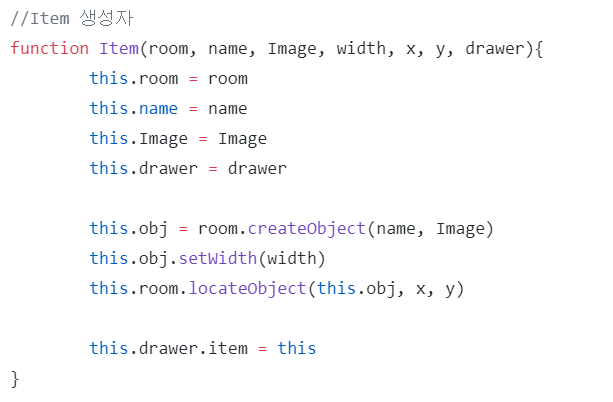 //Item 생성자
function Item(room, name, Image, width, x, y, drawer){
        this.room = room
        this.name = name
        this.Image = Image
        this.drawer = drawer

        this.obj = room.createObject(name, Image)
        this.obj.setWidth(width)
        this.room.locateObject(this.obj, x, y)

        this.drawer.item = this
}